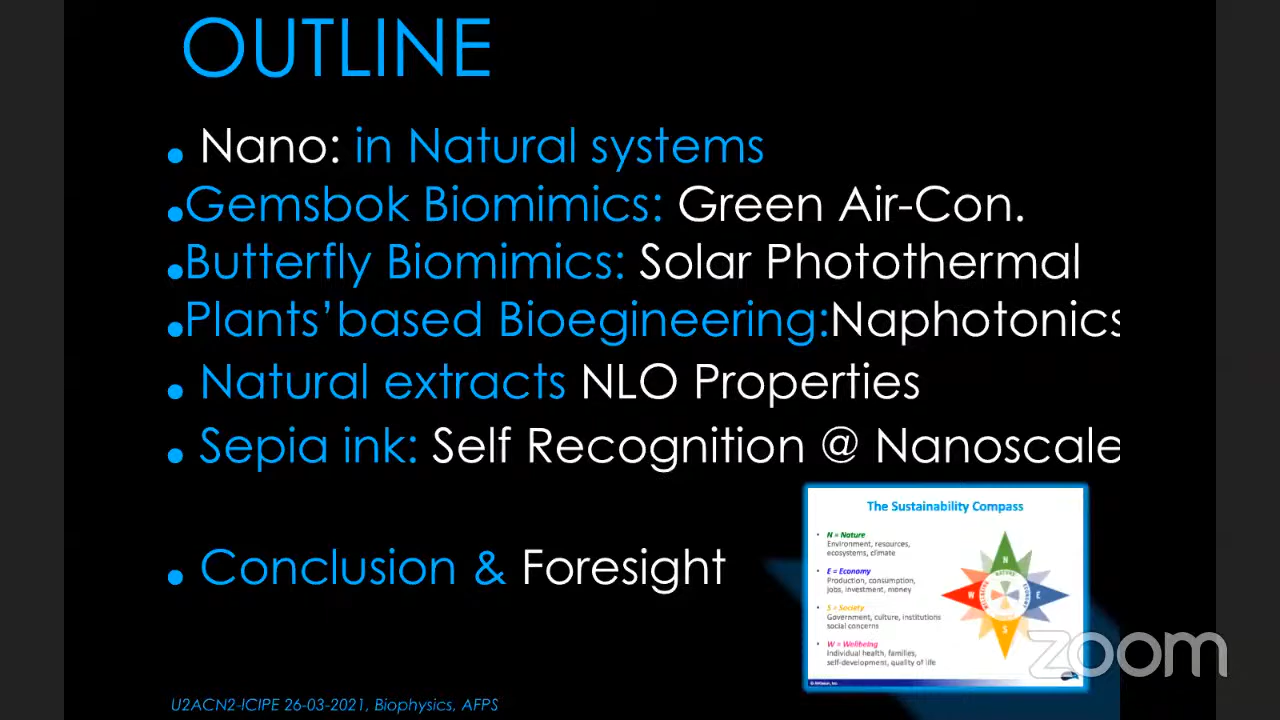 OUTLINE
• Nano: in Natural systems
•Gemsbok Biomimics: Green Air-Con.
•Butterfly Biomimics: Solar Photothermal
•Plants’based Bioegineering:Naphotonics
• Natural extracts NLO Properties
• Sepia ink: Self Recognition @ Nanoscale
• Conclusion & Foresight
The Sustainability Compass
• N = Nature
Environment, resources,
ecosystems, climate
• E = Economy
Production, consumption,
jobs, investment, money
• S = Society
Government, culture, institutions
social concerns
• W = Wellbeing
Individual health, families,
self-development, quality of life
N
W
E
S
NATURE
ECONOMY
zoom
U2ACN2-ICIPE 26-03-2021, Biophysics, AFPS